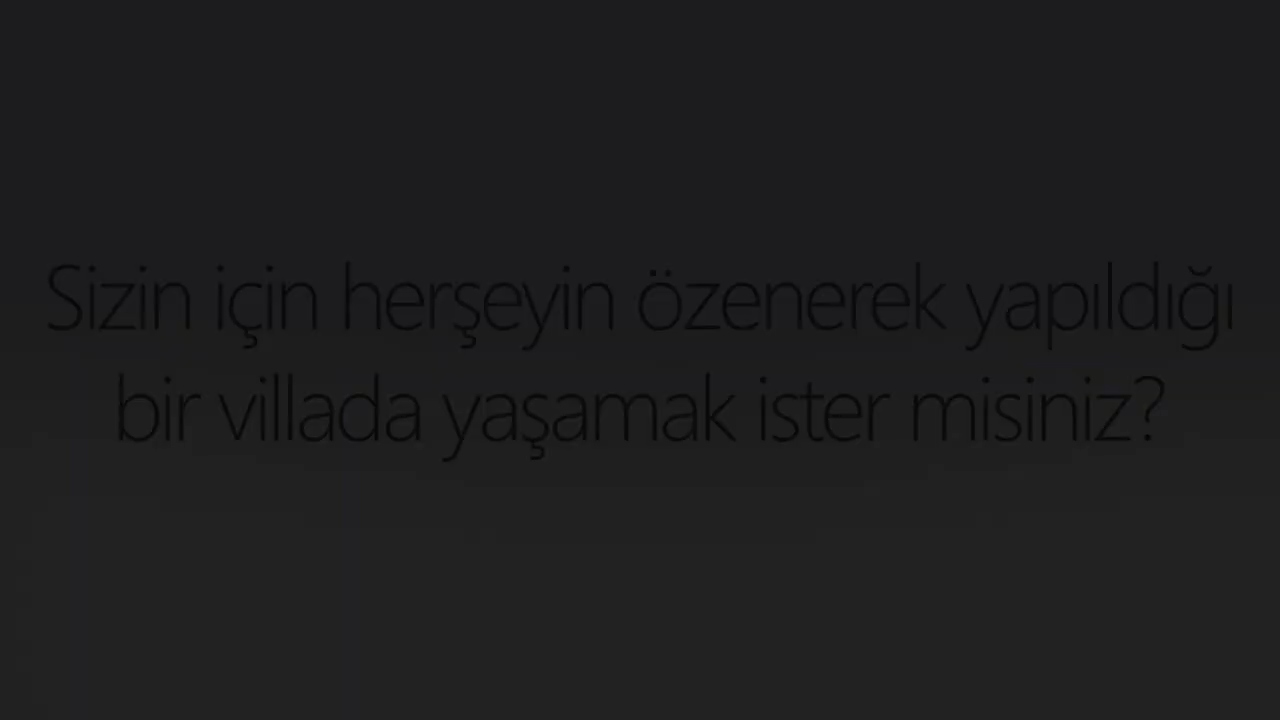 Sizin için herşeyin özenerek yapıldığı
bir villada yaşamak ister misiniz?